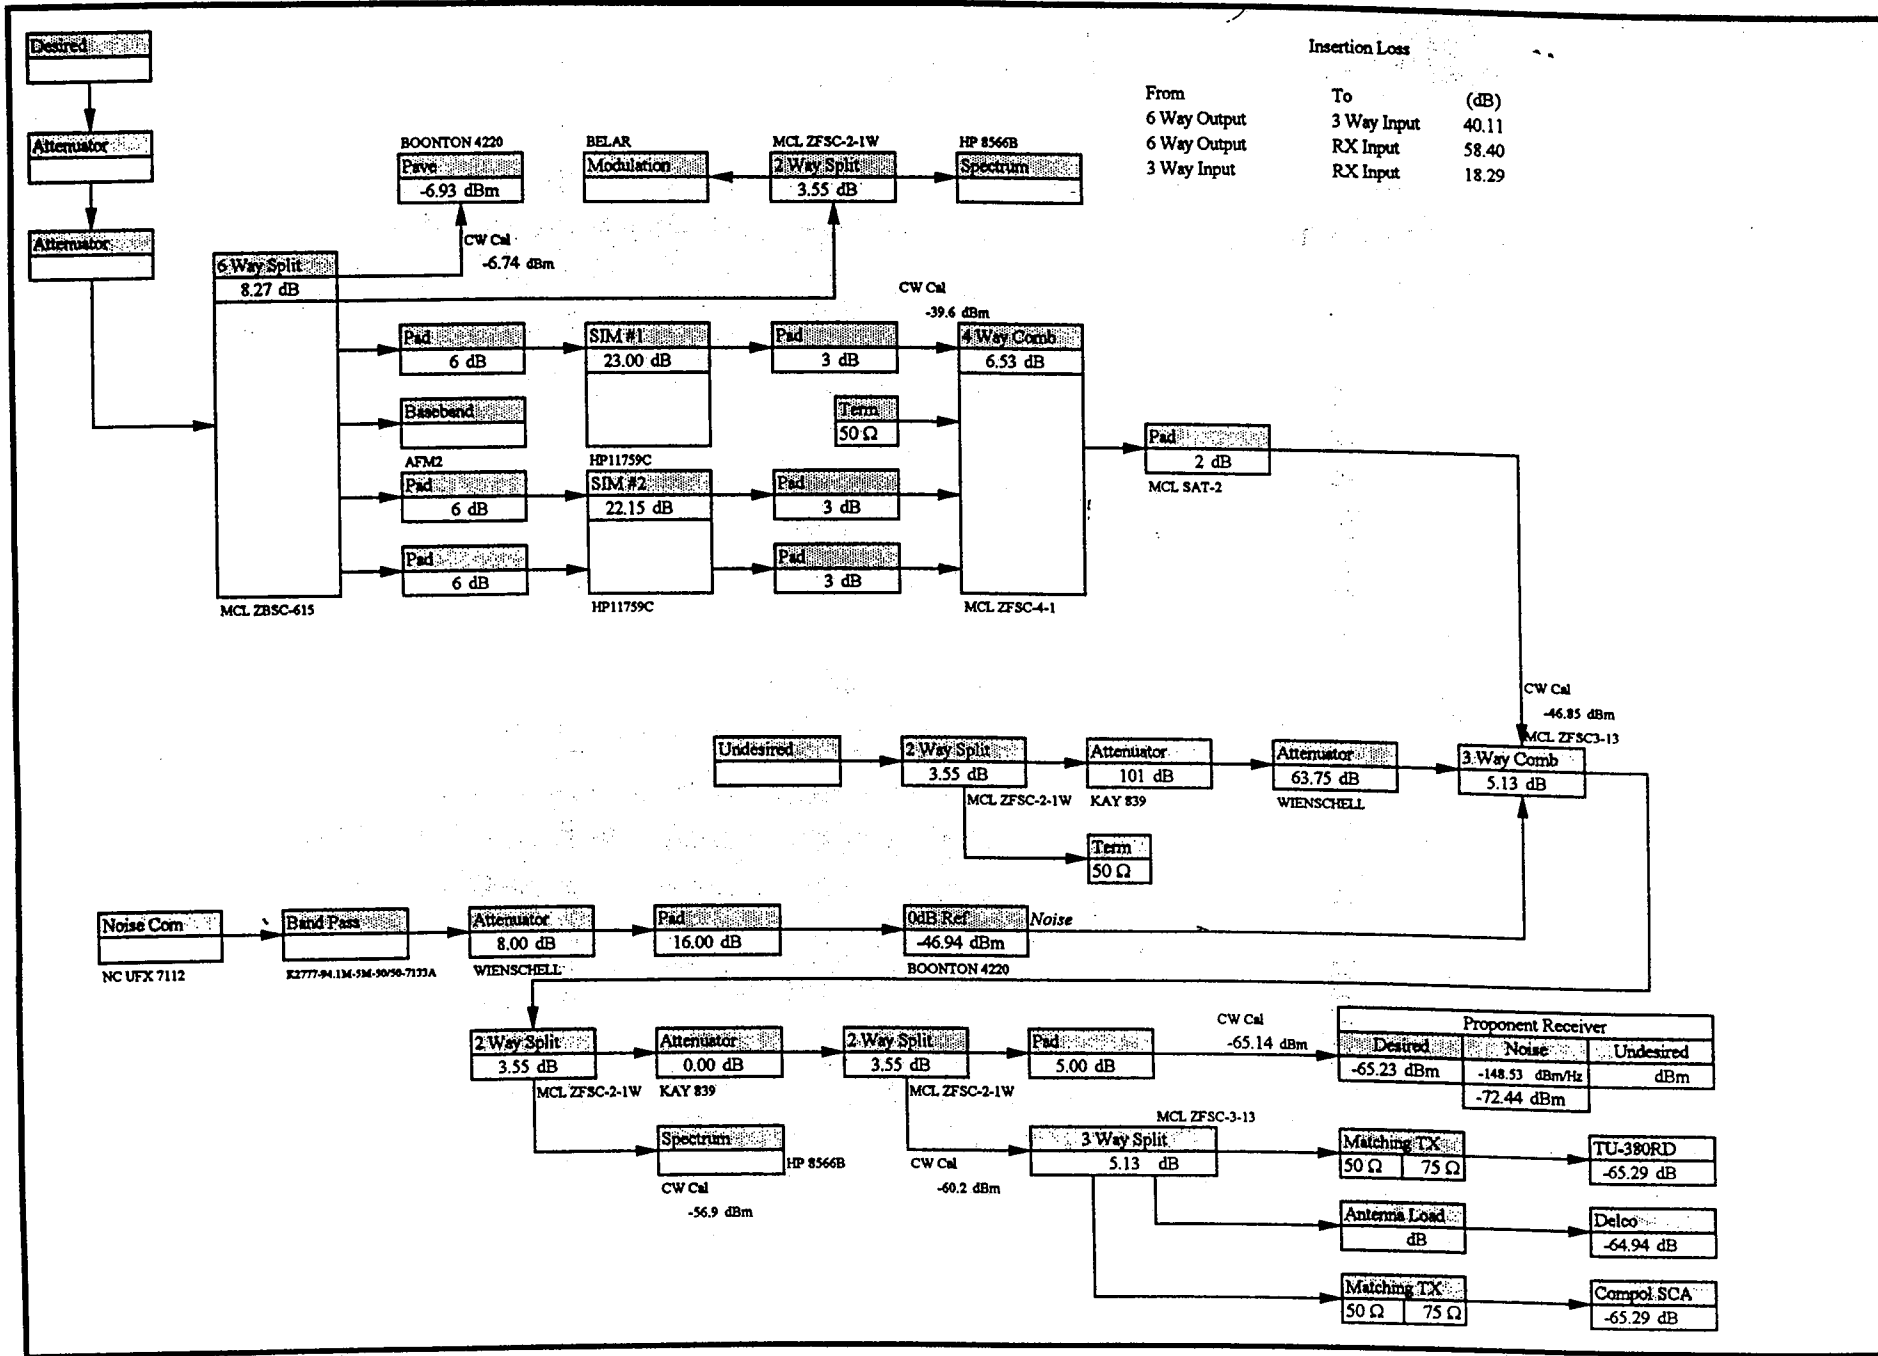 Desired
Attenuator
Attenuator
Insertion Loss
From To (dB)
6 Way Output 3 Way Input 40.11
6 Way Output RX Input 58.40
3 Way Input RX Input 18.29
BOONTON 4220
Pave
-6.93 dBm
BELAR
Modulation
MCL ZFSC-2-1W
2 Way Split
3.55 dB
HP 8566B
Spectrum
CW Cal
-6.74 dBm
6 Way Split
8.27 dB
MCL ZBSC-615
CW Cal
-39.6 dBm
Pad
6 dB
SIM #1
23.00 dB
HP11759C
Pad
3 dB
4 Way Comb
6.53 dB
MCL ZFSC-4-1
Baseband
AFM2
Term
50 Ω
Pad
6 dB
SIM #2
22.15 dB
HP11759C
Pad
3 dB
Pad
6 dB
Pad
3 dB
Pad
2 dB
MCL SAT-2
CW Cal
-46.85 dBm
MCL ZFSC3-13
3 Way Comb
5.13 dB
Undesired
2 Way Split
3.55 dB
MCL ZFSC-2-1W
Attenuator
101 dB
KAY 839
Attenuator
63.75 dB
WIENSCHELL
Term
50 Ω
Noise Com
NC UFX 7112
Band Pass
K2777-94.1M-5M-50/50-7133A
Attenuator
8.00 dB
WIENSCHELL
Pad
16.00 dB
0dB Ref
-46.94 dBm
BOONTON 4220
Noise
2 Way Split
3.55 dB
MCL ZFSC-2-1W
Attenuator
0.00 dB
KAY 839
2 Way Split
3.55 dB
MCL ZFSC-2-1W
Pad
5.00 dB
CW Cal
-65.14 dBm
Proponent Receiver
Desired Noise Undesired
-65.23 dBm -148.53 dBm/Hz dBm
-72.44 dBm
Spectrum
HP 8566B
CW Cal
-56.9 dBm
CW Cal
-60.2 dBm
MCL ZFSC-3-13
3 Way Split
5.13 dB
Matching TX
50 Ω 75 Ω
TU-380RD
-65.29 dB
Antenna Load
dB
Delco
-64.94 dB
Matching TX
50 Ω 75 Ω
Compol SCA
-65.29 dB